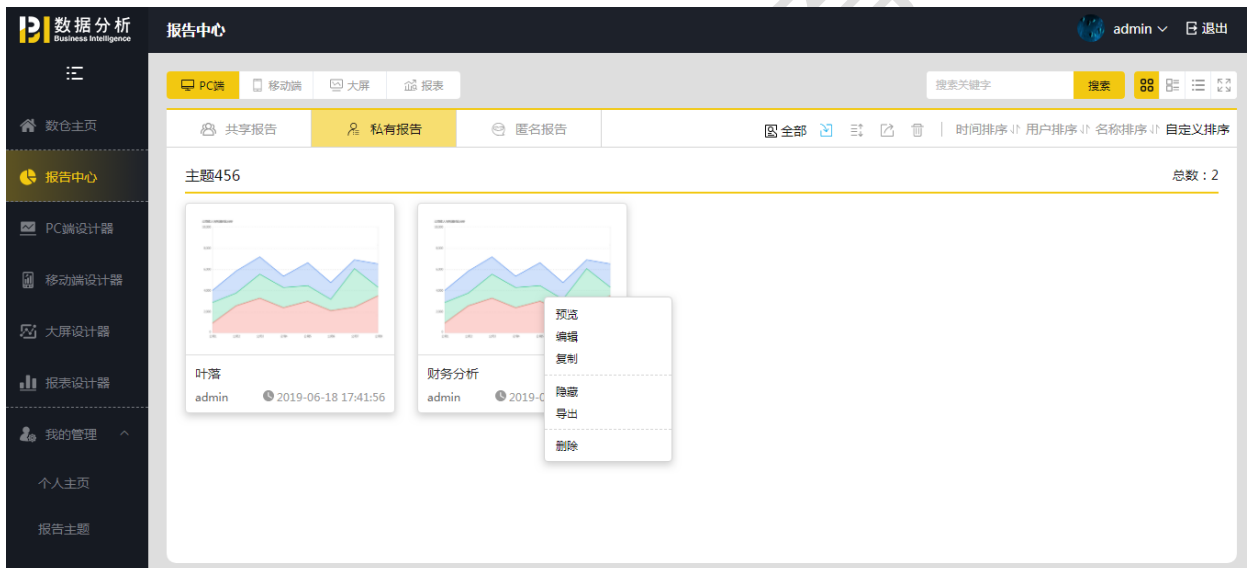 数据分析
Business Intelligence
报告中心
admin
退出
PC端 移动端 大屏 报表
搜索关键字 搜索
数仓主页
报告中心
PC端设计器
移动端设计器
大屏设计器
报表设计器
我的管理
个人主页
报告主题
共享报告 私有报告 匿名报告
全部 时间排序 用户排序 名称排序 自定义排序
主题456 总数：2
叶落
admin 2019-06-18 17:41:56
财务分析
admin 2019-0
预览
编辑
复制
隐藏
导出
删除